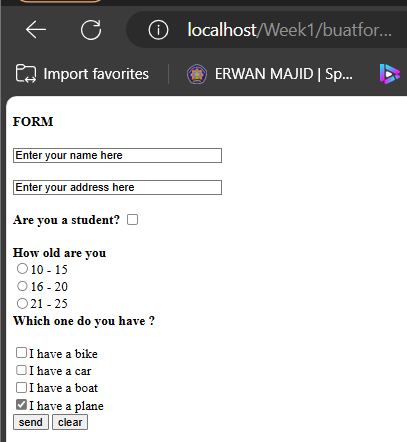 localhost/Week1/buatfor...
Import favorites
ERWAN MAJID | Sp...
FORM
Enter your name here
Enter your address here
Are you a student?
How old are you
10 - 15
16 - 20
21 - 25
Which one do you have ?
I have a bike
I have a car
I have a boat
I have a plane
send clear